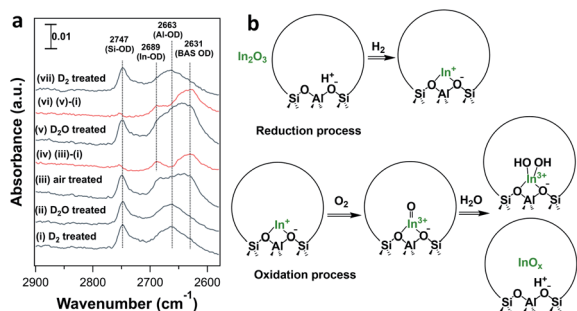 a
0.01
2747
(Si-OD)
2689
(In-OD)
2663
(Al-OD)
2631
(BAS OD)
(vii) D₂ treated
(vi) (v)-(i)
(v) D₂O treated
(iv) (iii)-(i)
(iii) air treated
(ii) D₂O treated
(i) D₂ treated
Absorbance (a.u.)
2900 2800 2700 2600
Wavenumber (cm⁻¹)
b
In₂O₃
H⁺
O O⁻
Si Al Si
H₂
In⁺
O O⁻
Si Al Si
Reduction process
In⁺
O O⁻
Si Al Si
O₂
O
In³⁺
O O⁻
Si Al Si
H₂O
HO OH
In³⁺
O O⁻
Si Al Si
InOₓ
H⁺
O O⁻
Si Al Si
Oxidation process